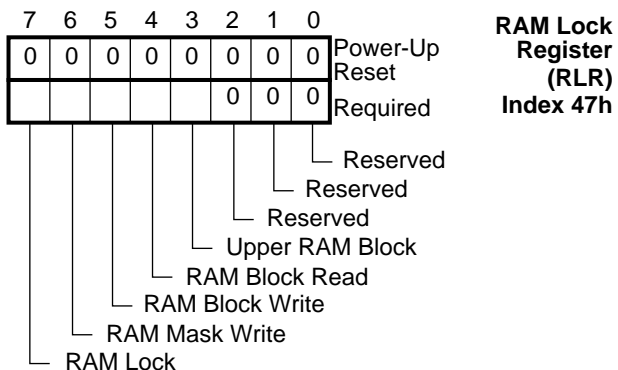 7 6 5 4 3 2 1 0
0 0 0 0 0 0 0 0 Power-Up
Reset
0 0 0 Required
RAM Lock
Register
(RLR)
Index 47h
Reserved
Reserved
Reserved
Upper RAM Block
RAM Block Read
RAM Block Write
RAM Mask Write
RAM Lock